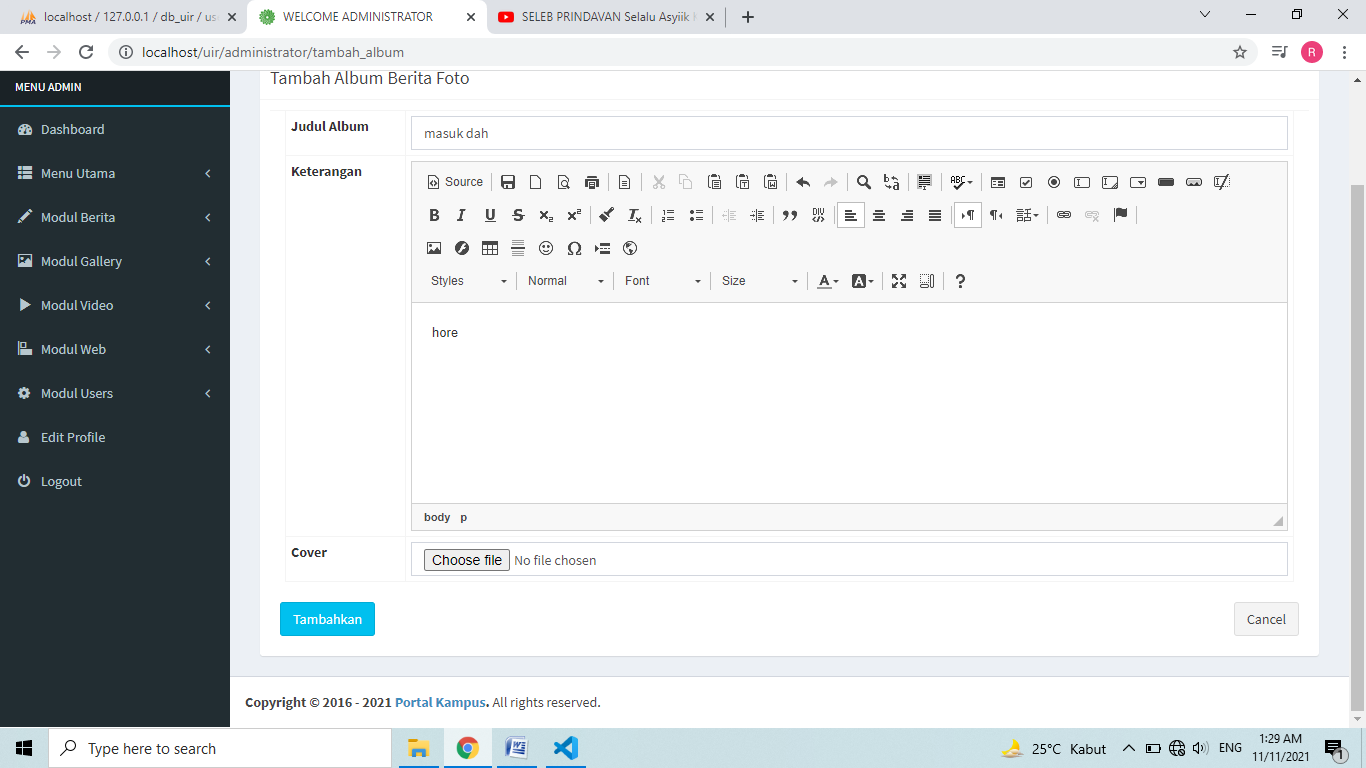 localhost / 127.0.0.1 / db_uir / us
WELCOME ADMINISTRATOR
SELEB PRINDAVAN Selalu Asyiik
localhost/uir/administrator/tambah_album
R
MENU ADMIN
Dashboard
Menu Utama
Modul Berita
Modul Gallery
Modul Video
Modul Web
Modul Users
Edit Profile
Logout
Tambah Album Berita Foto
Judul Album
masuk dah
Keterangan
Source
Styles Normal Font Size
hore
body p
Cover
Choose file No file chosen
Tambahkan
Cancel
Copyright © 2016 - 2021 Portal Kampus. All rights reserved.
Type here to search
25°C Kabut
ENG
1:29 AM
11/11/2021
1